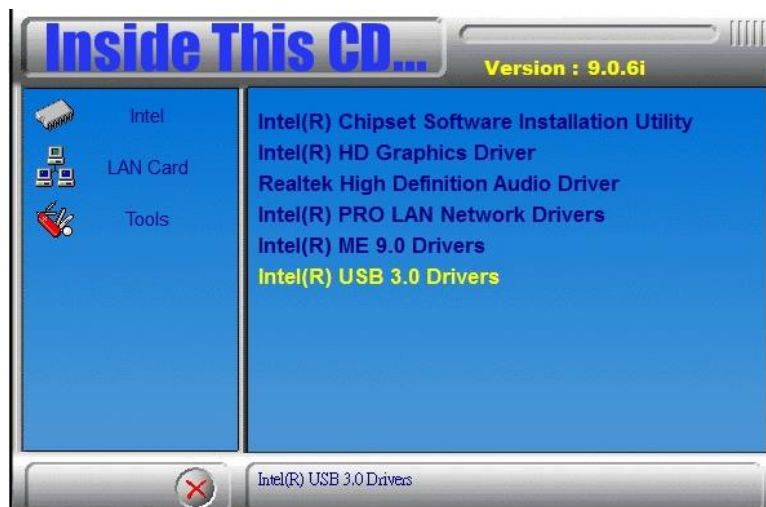 Inside This CD...
Version : 9.0.6i
Intel
LAN Card
Tools
Intel(R) Chipset Software Installation Utility
Intel(R) HD Graphics Driver
Realtek High Definition Audio Driver
Intel(R) PRO LAN Network Drivers
Intel(R) ME 9.0 Drivers
Intel(R) USB 3.0 Drivers
Intel(R) USB 3.0 Drivers